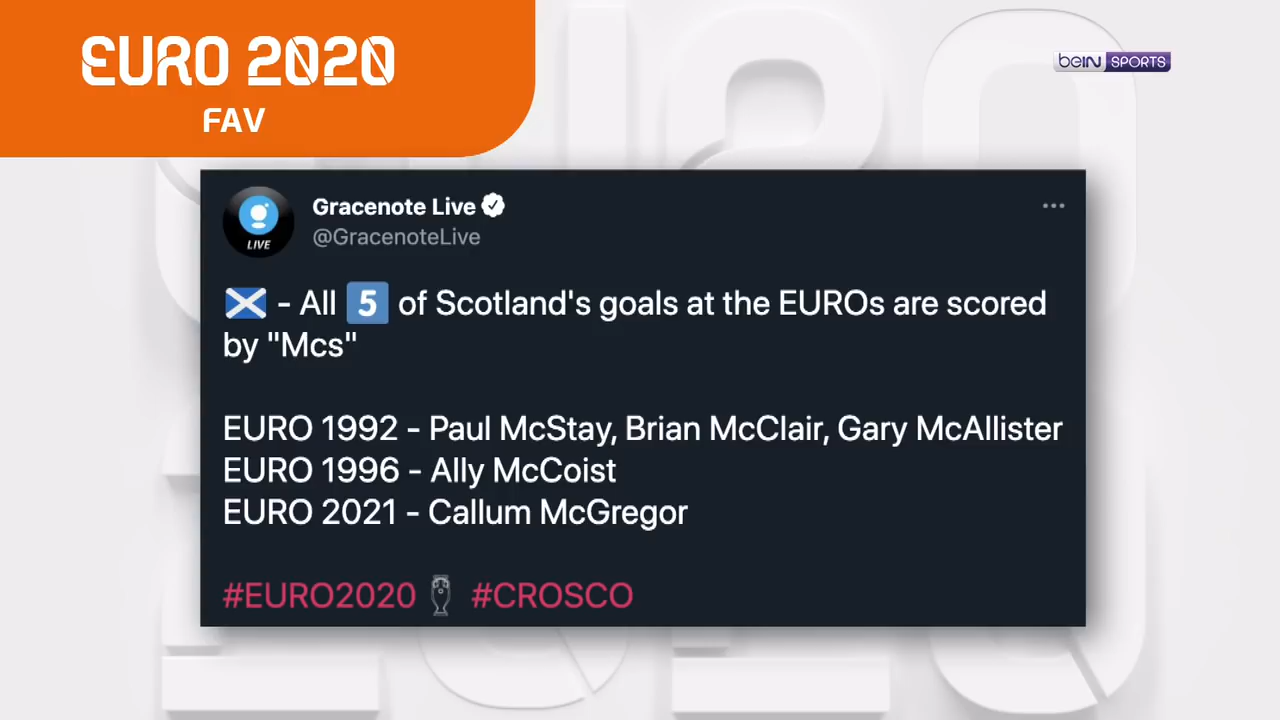 EURO 2020
FAV
beIN SPORTS
Gracenote Live
@GracenoteLive
LIVE
🏴󠁧󠁢󠁳󠁣󠁴󠁿 - All 5️⃣ of Scotland's goals at the EUROs are scored
by "Mcs"
EURO 1992 - Paul McStay, Brian McClair, Gary McAllister
EURO 1996 - Ally McCoist
EURO 2021 - Callum McGregor
#EURO2020 #CROSCO